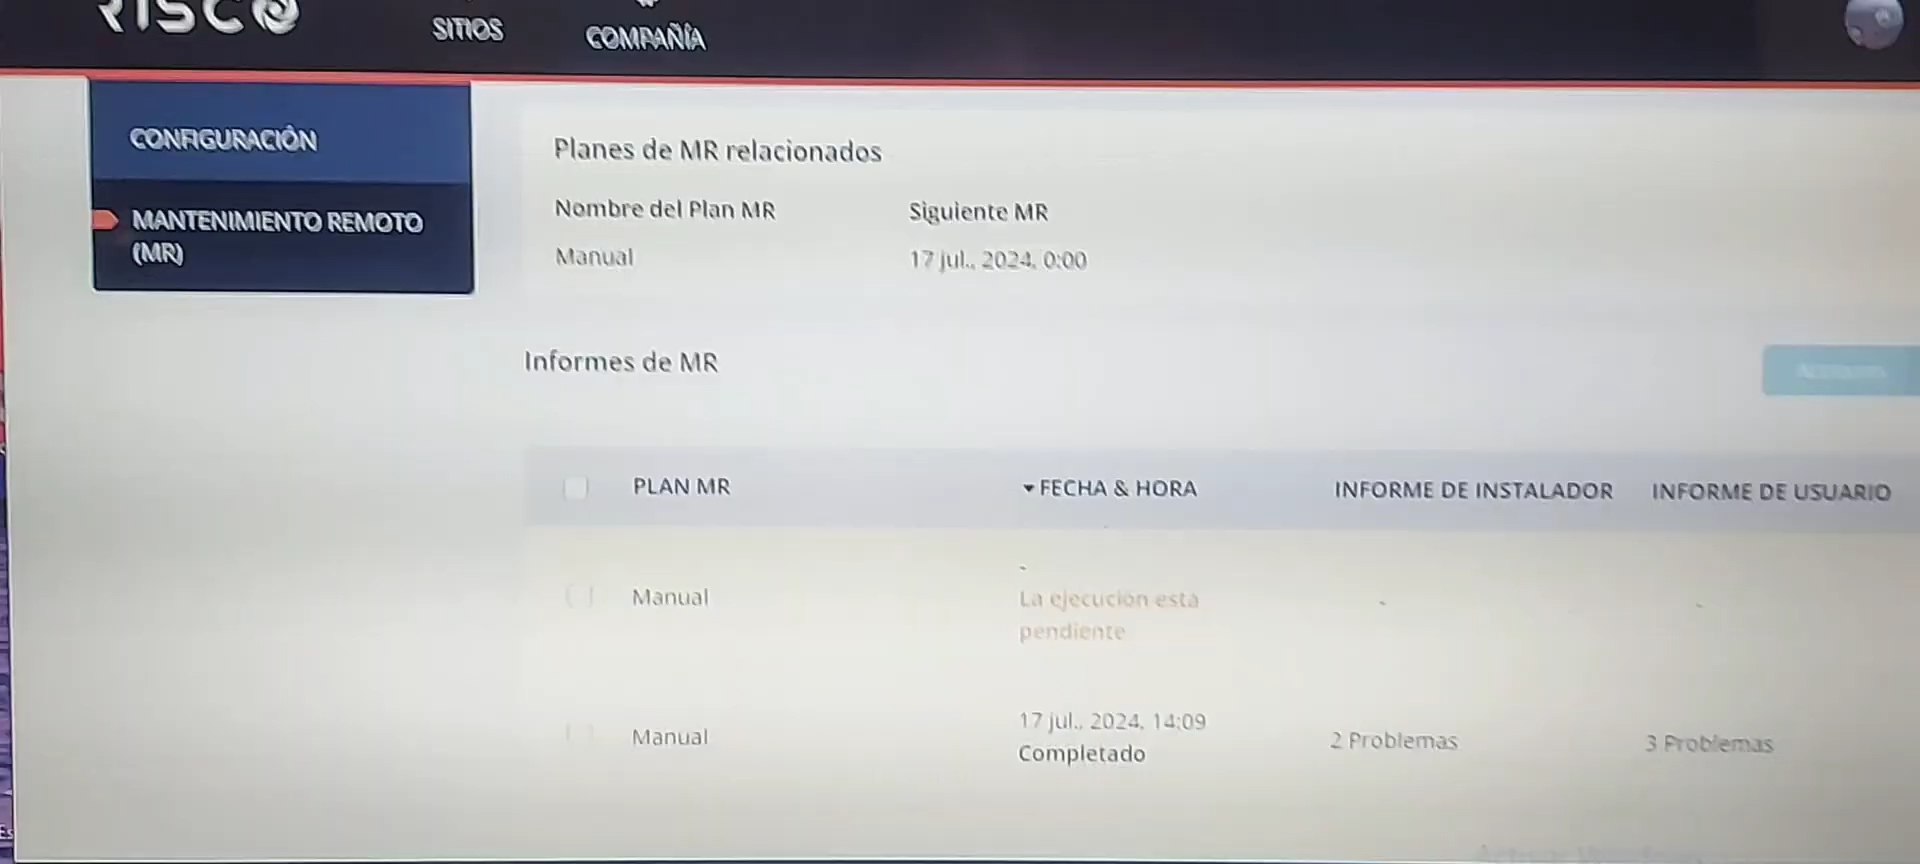 RISCO
SITIOS
COMPAÑÍA
CONFIGURACIÓN
MANTENIMIENTO REMOTO
(MR)
Planes de MR relacionados
Nombre del Plan MR
Siguiente MR
Manual
17 jul., 2024, 0:00
Informes de MR
PLAN MR
FECHA & HORA
INFORME DE INSTALADOR
INFORME DE USUARIO
-
Manual
La ejecución está
pendiente
-
-
Manual
17 jul., 2024, 14:09
Completado
2 Problemas
3 Problemas